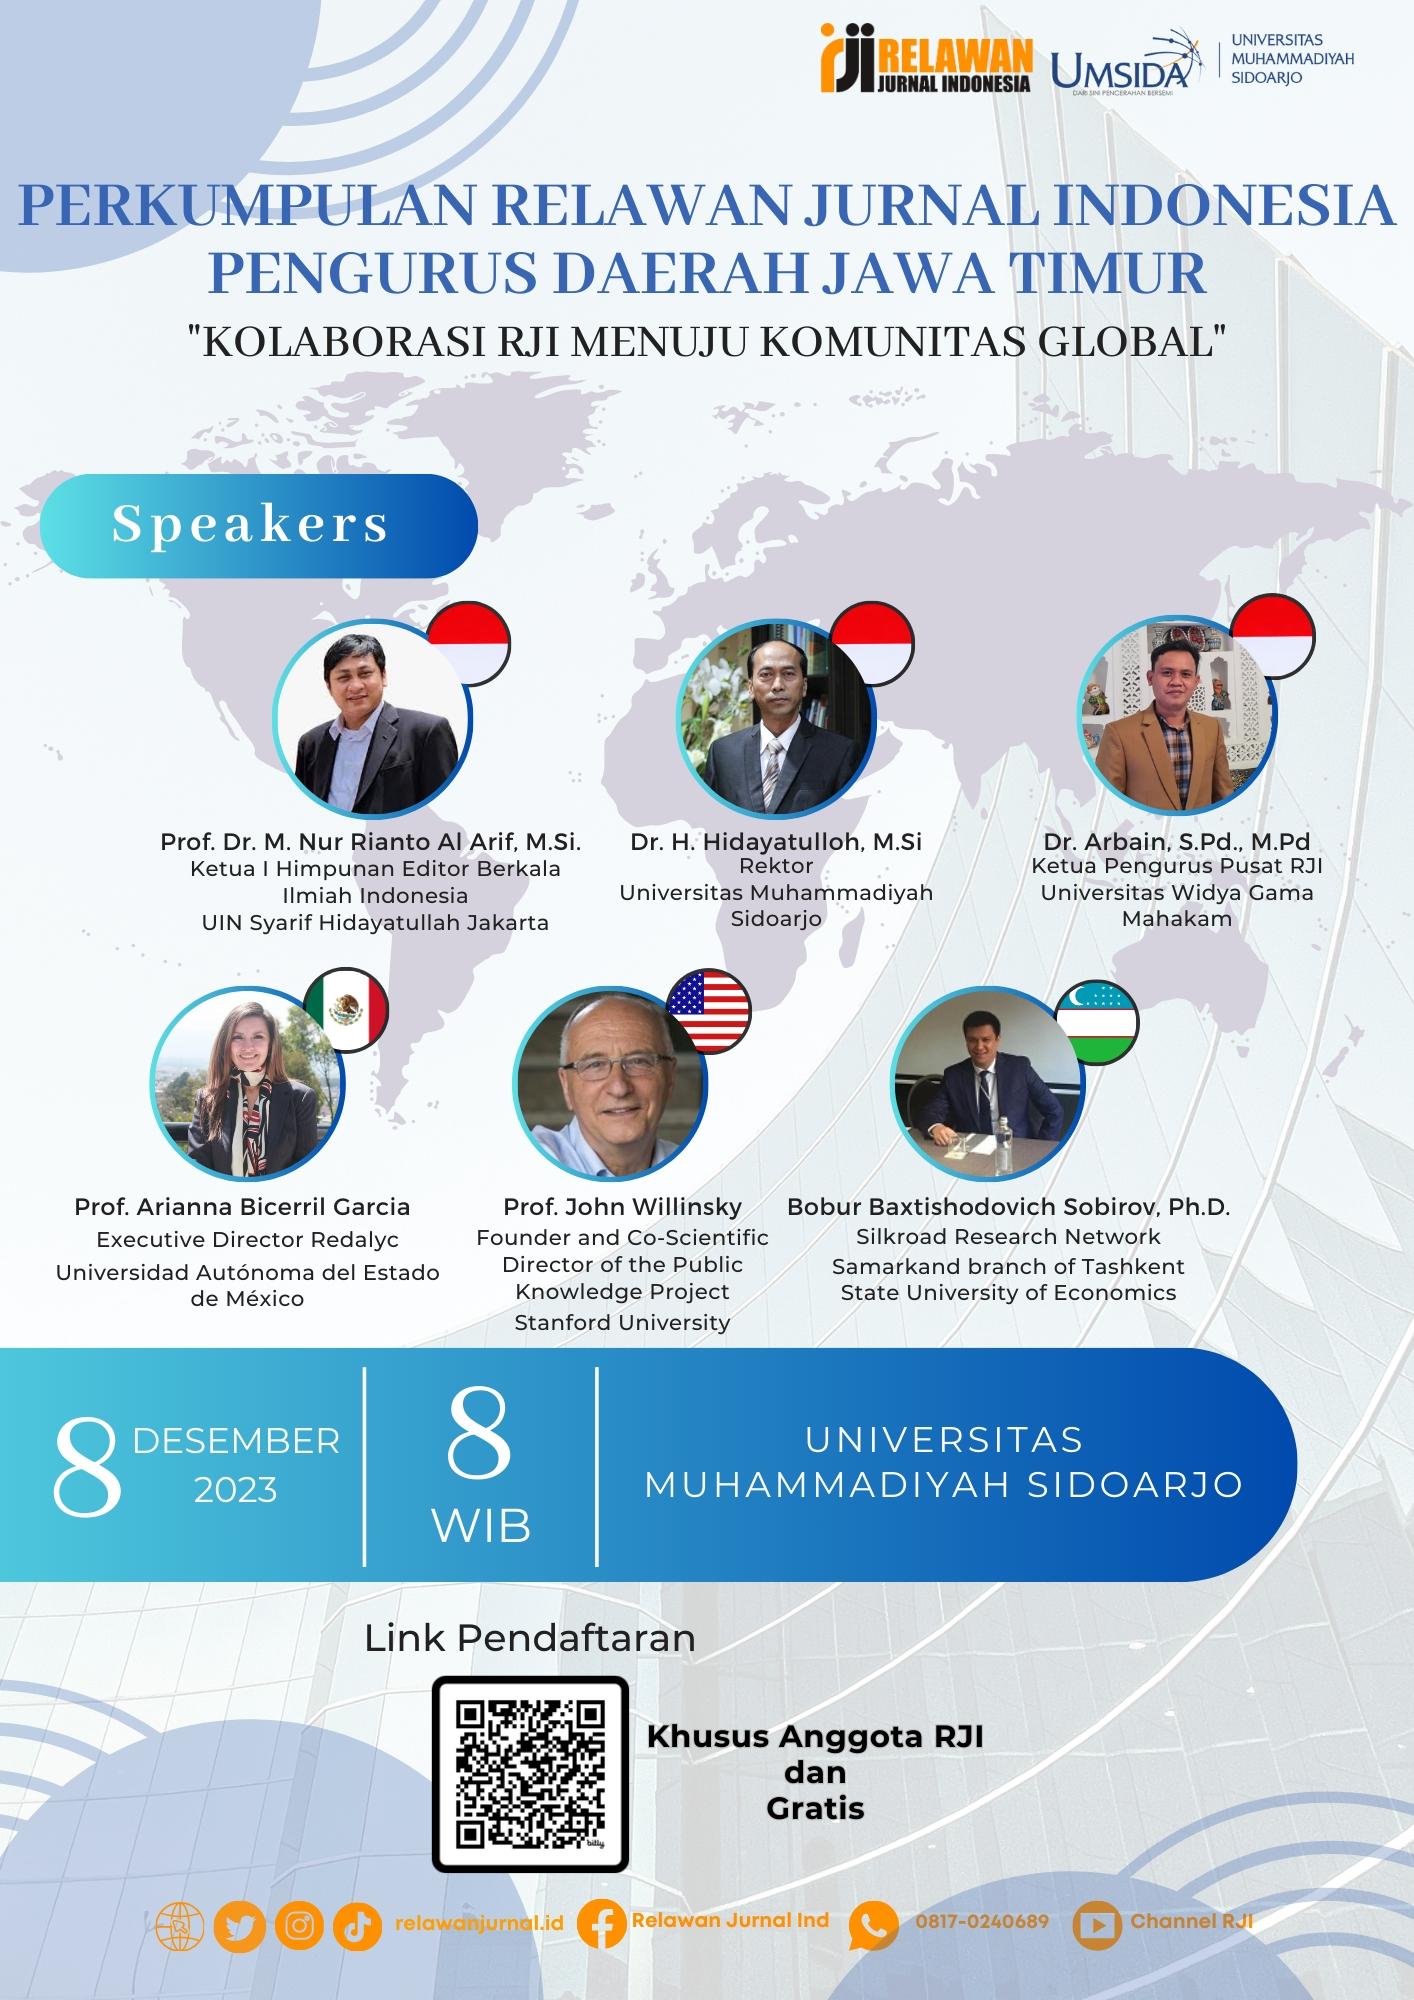 rji RELAWAN
JURNAL INDONESIA
UMSIDA
DARI SINI PENCERAHAN BERSEMI
UNIVERSITAS
MUHAMMADIYAH
SIDOARJO
PERKUMPULAN RELAWAN JURNAL INDONESIA
PENGURUS DAERAH JAWA TIMUR
"KOLABORASI RJI MENUJU KOMUNITAS GLOBAL"
Speakers
Prof. Dr. M. Nur Rianto Al Arif, M.Si.
Ketua I Himpunan Editor Berkala
Ilmiah Indonesia
UIN Syarif Hidayatullah Jakarta
Dr. H. Hidayatulloh, M.Si
Rektor
Universitas Muhammadiyah
Sidoarjo
Dr. Arbain, S.Pd., M.Pd
Ketua Pengurus Pusat RJI
Universitas Widya Gama
Mahakam
Prof. Arianna Bicerril Garcia
Executive Director Redalyc
Universidad Autónoma del Estado
de México
Prof. John Willinsky
Founder and Co-Scientific
Director of the Public
Knowledge Project
Stanford University
Bobur Baxtishodovich Sobirov, Ph.D.
Silkroad Research Network
Samarkand branch of Tashkent
State University of Economics
8 DESEMBER
2023
8
WIB
UNIVERSITAS
MUHAMMADIYAH SIDOARJO
Link Pendaftaran
bitly
Khusus Anggota RJI
dan
Gratis
relawanjurnal.id
Relawan Jurnal Ind
0817-0240689
Channel RJI